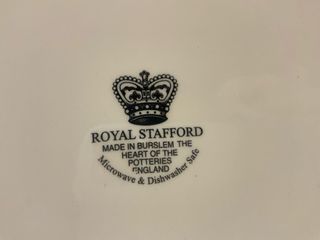 ROYAL STAFFORD
MADE IN BURSLEM THE
HEART OF THE
POTTERIES
ENGLAND
Microwave & Dishwasher Safe